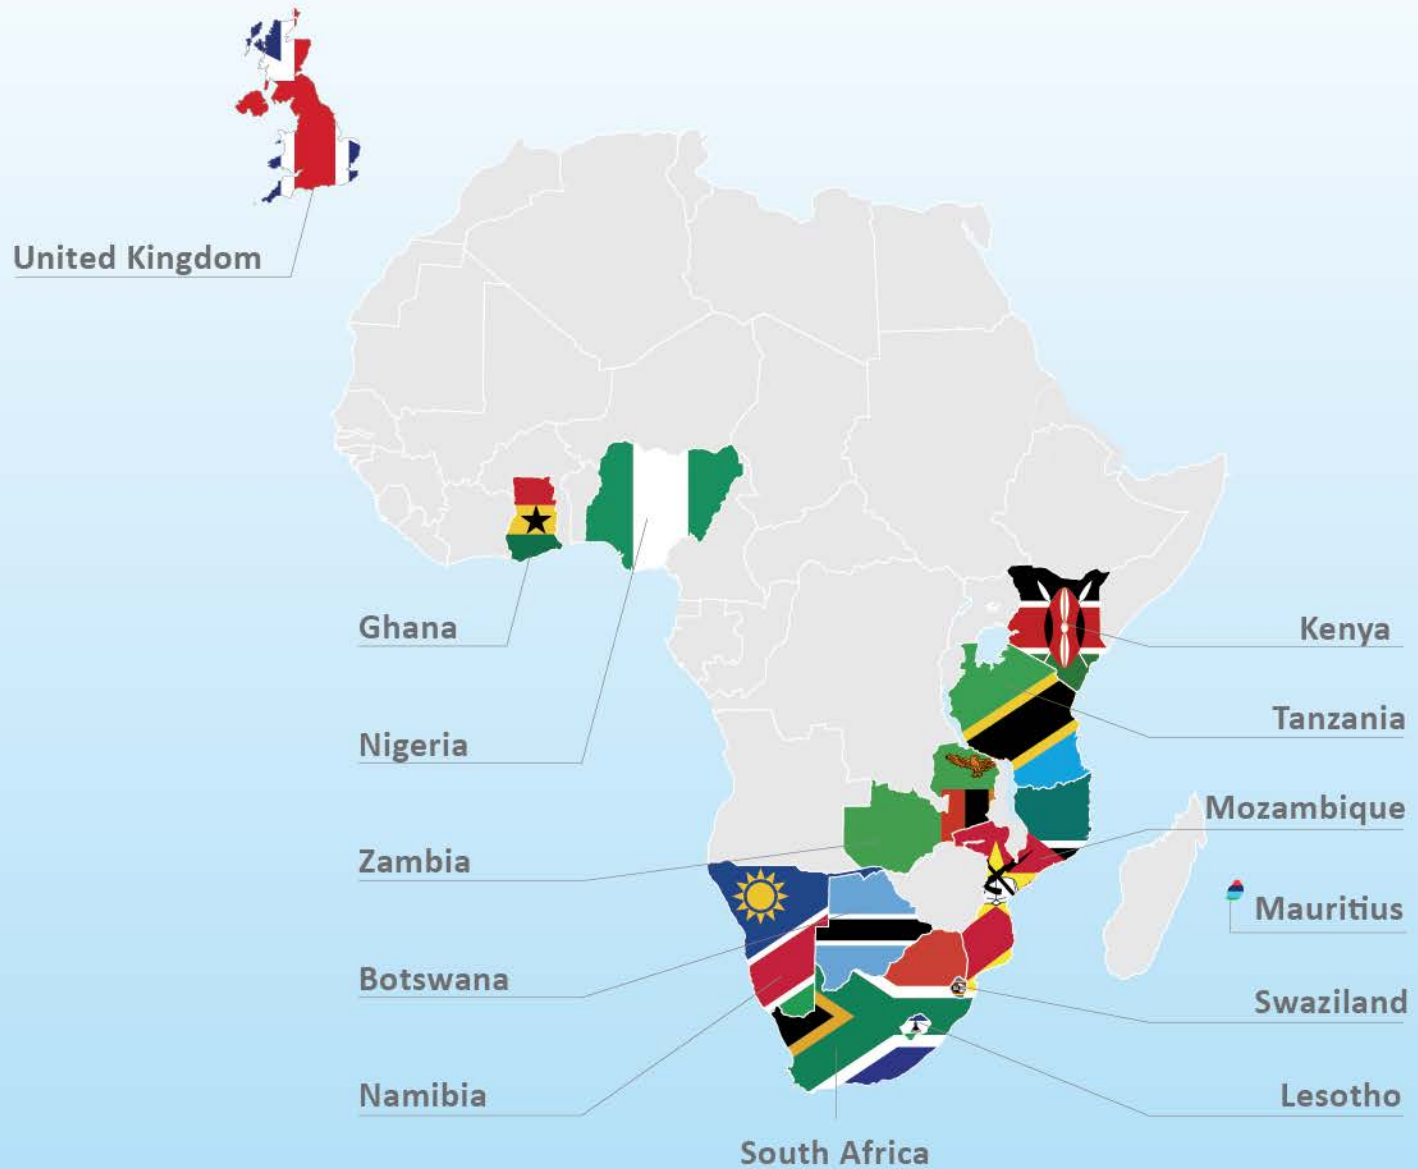 United Kingdom
Ghana
Kenya
Tanzania
Nigeria
Mozambique
Zambia
Mauritius
Botswana
Swaziland
Namibia
Lesotho
South Africa